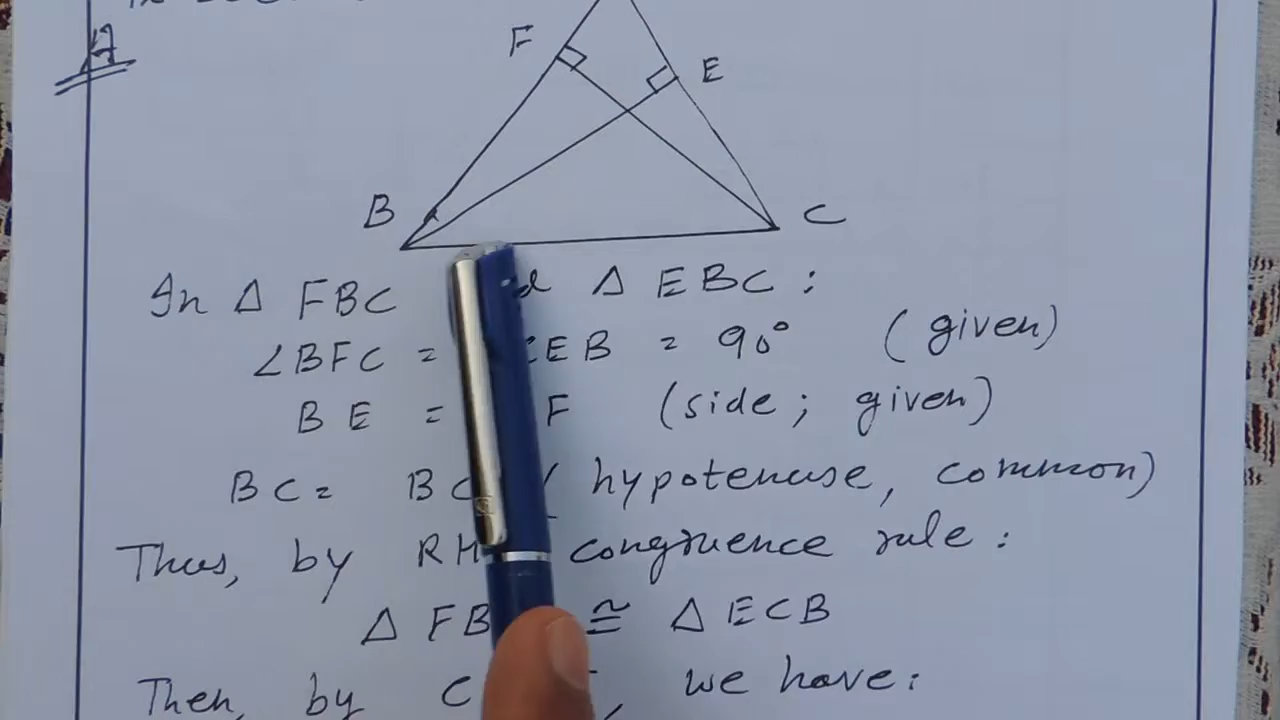 F
E
B
C
In Δ FBC Δ EBC :
∠BFC = EB = 90° (given)
BE = F (side ; given)
BC = BC ( hypotenuse, common)
Thus, by RH congruence rule :
Δ FB ≅ Δ ECB
Then, by C we have :